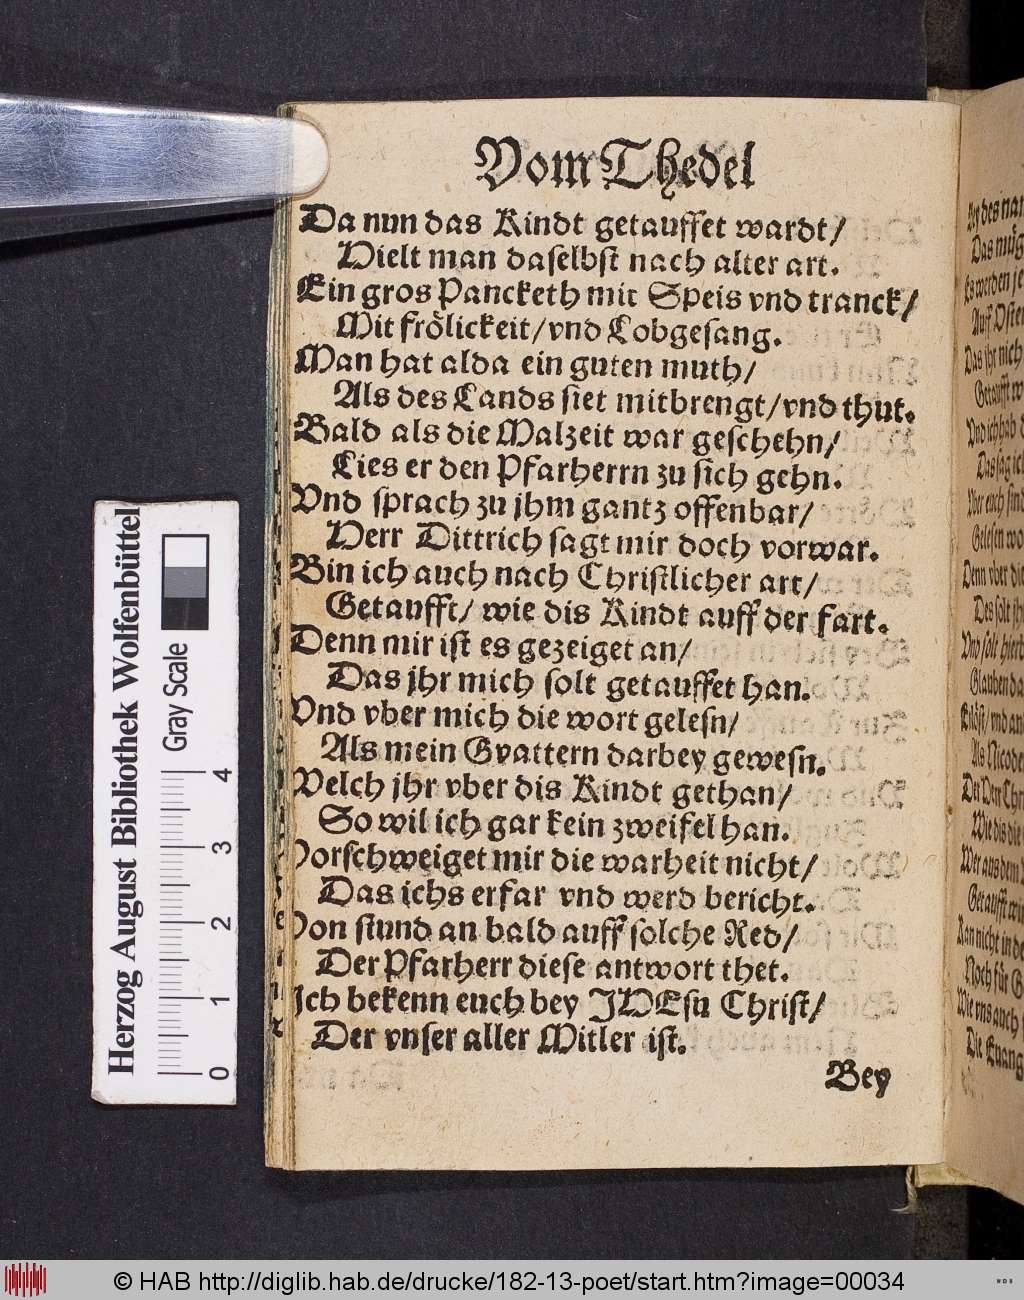 Vom Thedel
Da nun das Kindt getauffet wardt/
Hielt man daselbst nach alter art.
Ein gros Pancketh mit Speis vnd tranck/
Mit frölickeit/vnd Lobgesang.
Man hat alda ein guten muth/
Als des Lands siet mitbrengt/vnd thut.
Bald als die Malzeit war geschehn/
Lies er den Pfarherrn zu sich gehn.
Vnd sprach zu jhm gantz offenbar/
Herr Dittrich sagt mir doch vorwar.
Bin ich auch nach Christlicher art/
Getaufft/ wie dis Kindt auff der fart.
Denn mir ist es gezeiget an/
Das jhr mich solt getauffet han.
Vnd vber mich die wort gelesn/
Als mein Gvattern darbey gewesn.
Welch jhr vber dis Kindt gethan/
So wil ich gar kein zweifel han.
Vorschweiget mir die warheit nicht/
Das ichs erfar vnd werd bericht.
Von stund an bald auff solche Red/
Der Pfarherr diese antwort thet.
Ich bekenn euch bey JHEsu Christ/
Der vnser aller Mitler ist.
Bey
Herzog August Bibliothek Wolfenbüttel
Gray Scale
0 1 2 3 4
© HAB http://diglib.hab.de/drucke/182-13-poet/start.htm?image=00034